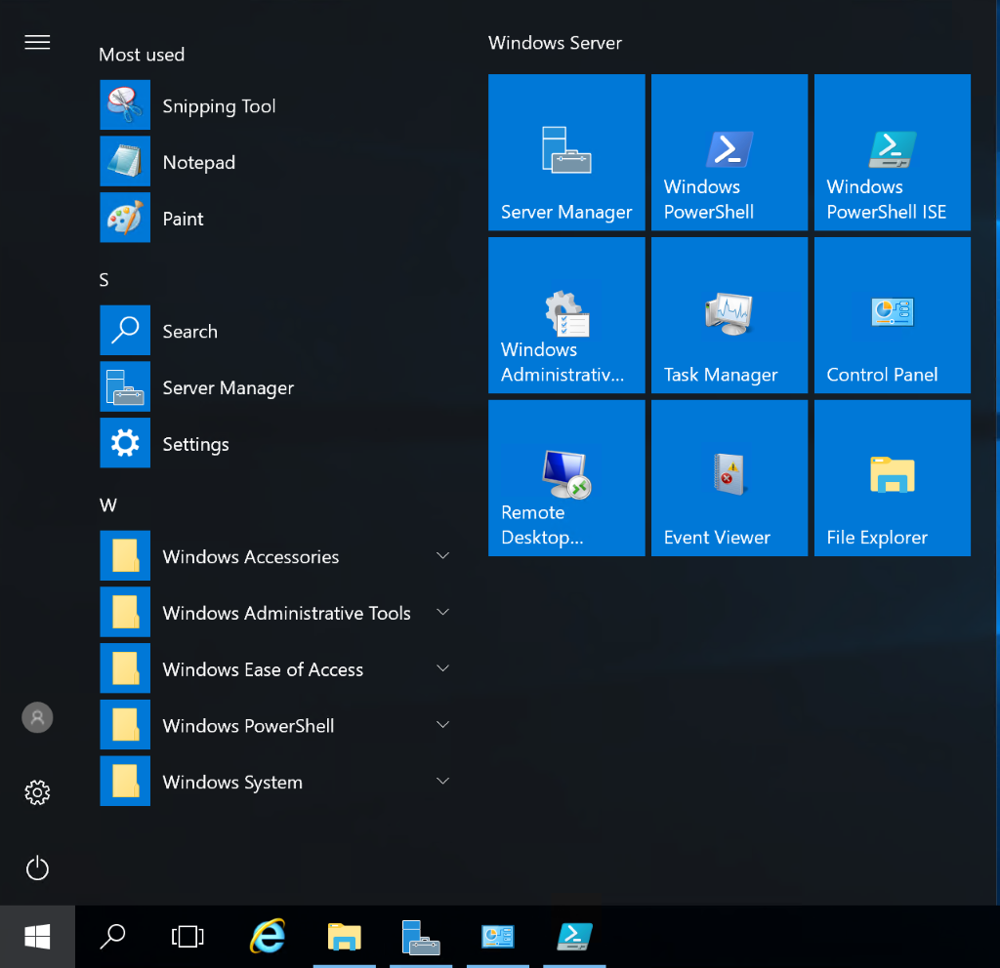 Most used
Snipping Tool
Notepad
Paint
S
Search
Server Manager
Settings
W
Windows Accessories
Windows Administrative Tools
Windows Ease of Access
Windows PowerShell
Windows System
Windows Server
Server Manager
Windows
PowerShell
Windows
PowerShell ISE
Windows
Administrativ...
Task Manager
Control Panel
Remote
Desktop...
Event Viewer
File Explorer